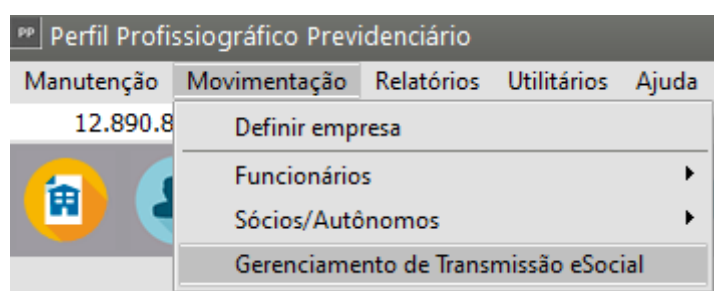 PP Perfil Profissiográfico Previdenciário
Manutenção Movimentação Relatórios Utilitários Ajuda
12.890.8
Definir empresa
Funcionários
Sócios/Autônomos
Gerenciamento de Transmissão eSocial